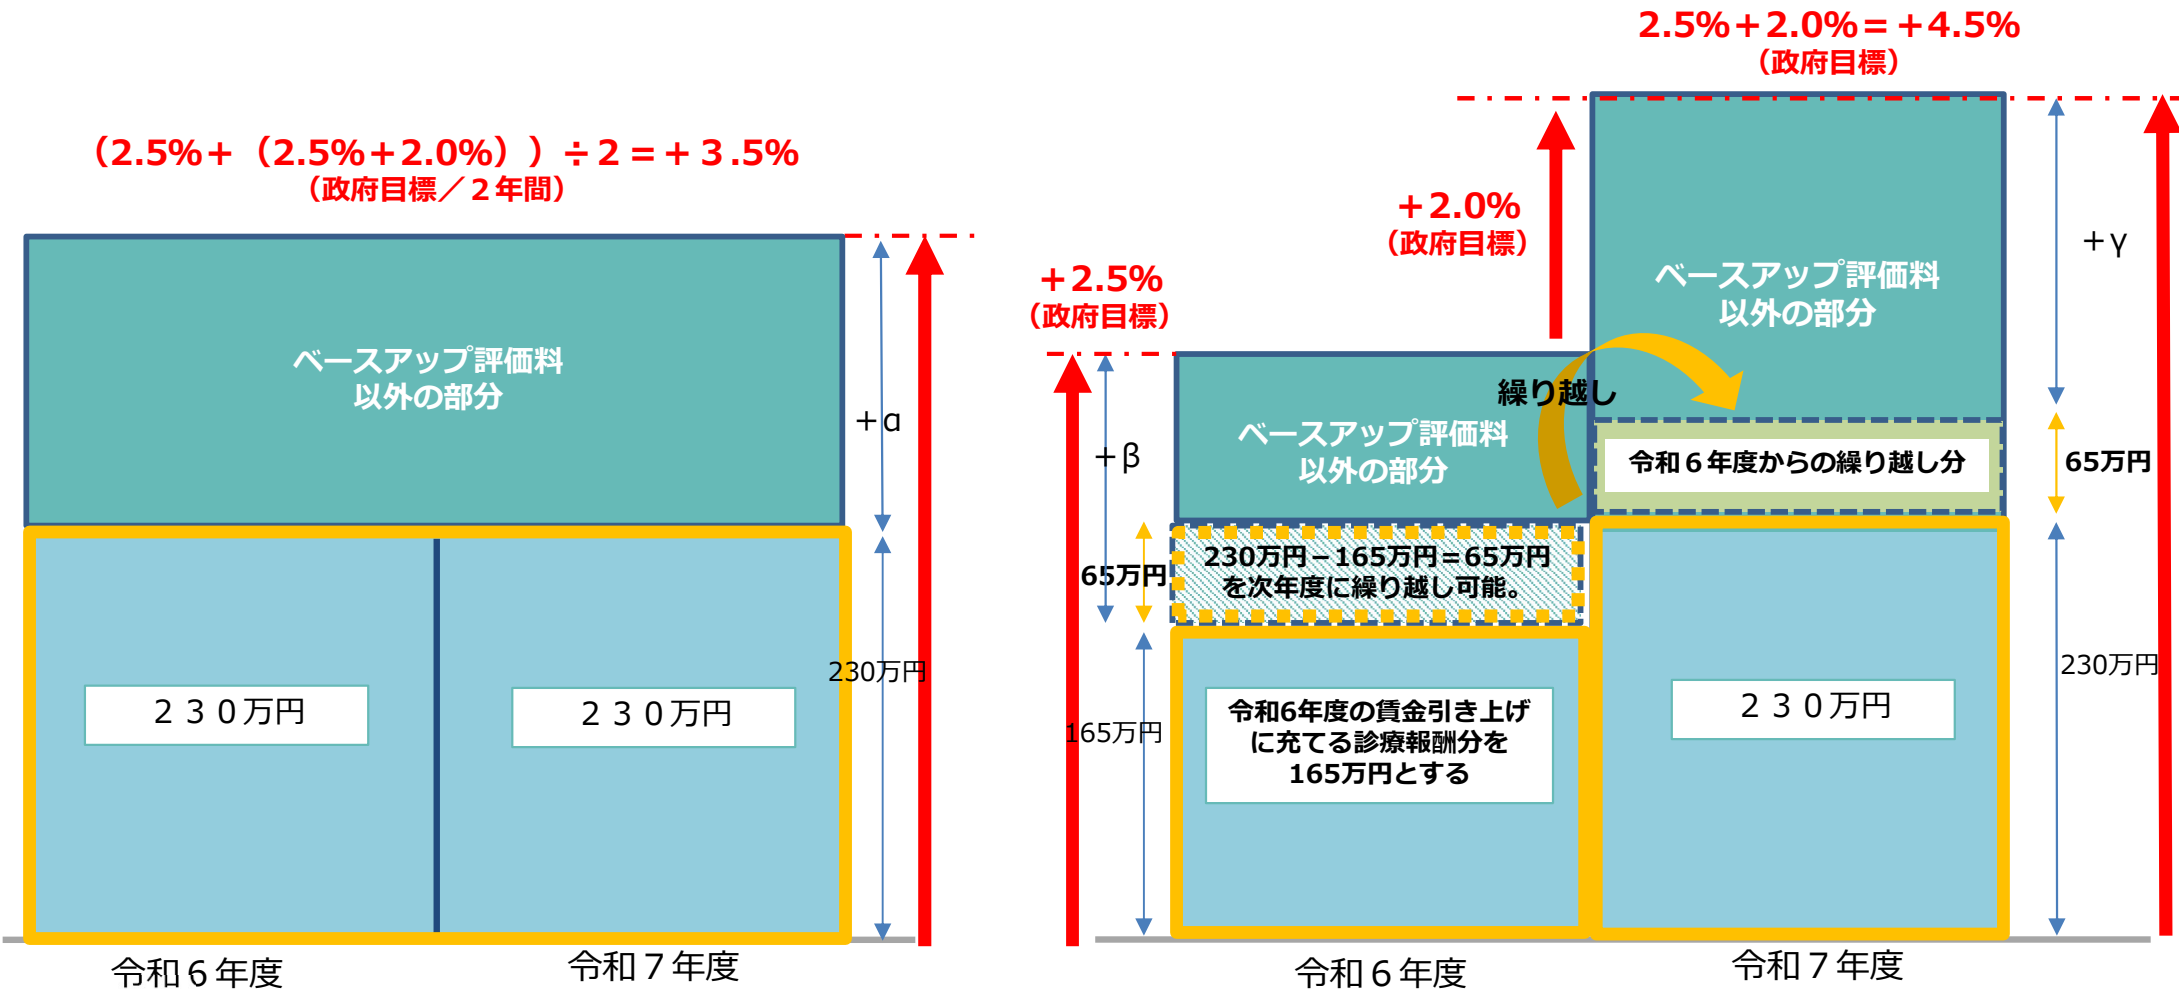 （2.5%＋（2.5%＋2.0%））÷２＝＋３.5%
（政府目標／２年間）
ベースアップ評価料
以外の部分
＋α
２３０万円
２３０万円
230万円
令和６年度
令和７年度
2.5%＋2.0%＝＋4.5%
（政府目標）
＋2.0%
（政府目標）
＋2.5%
（政府目標）
ベースアップ評価料
以外の部分
＋γ
繰り越し
ベースアップ評価料
以外の部分
＋β
令和６年度からの繰り越し分
65万円
230万円－165万円＝65万円
を次年度に繰り越し可能。
65万円
令和6年度の賃金引き上げ
に充てる診療報酬分を
165万円とする
165万円
２３０万円
230万円
令和６年度
令和７年度